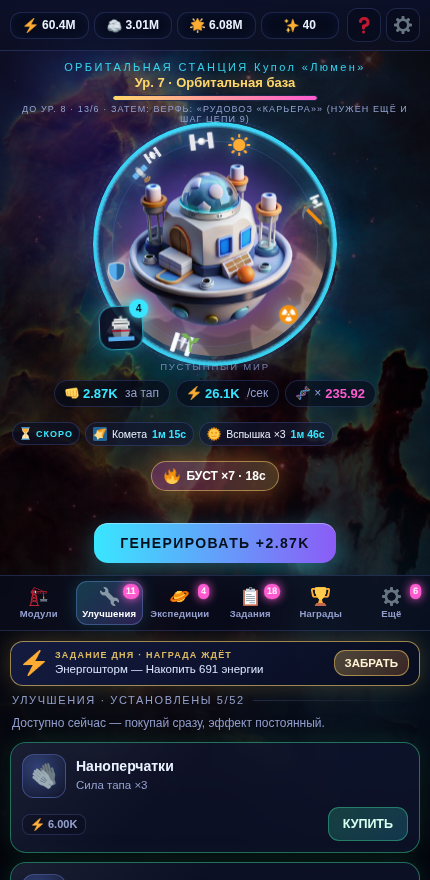 60.4M 3.01M 6.08M 40
ОРБИТАЛЬНАЯ СТАНЦИЯ Купол «Люмен»
Ур. 7 · Орбитальная база
ДО УР. 8 · 13/6 · ЗАТЕМ: ВЕРФЬ: «РУДОВОЗ «КАРЬЕРА»» (НУЖЕН ЕЩЁ И
ШАГ ЦЕПИ 9)
4
ПУСТЫННЫЙ МИР
2.87K за тап 26.1K /сек × 235.92
СКОРО Комета 1м 15с Вспышка ×3 1м 46с
БУСТ ×7 · 18с
ГЕНЕРИРОВАТЬ +2.87K
11 4 18 6
Модули Улучшения Экспедиции Задания Награды Ещё
ЗАДАНИЕ ДНЯ · НАГРАДА ЖДЁТ
Энергошторм — Накопить 691 энергии
ЗАБРАТЬ
УЛУЧШЕНИЯ · УСТАНОВЛЕНЫ 5/52
Доступно сейчас — покупай сразу, эффект постоянный.
Наноперчатки
Сила тапа ×3
6.00K
КУПИТЬ